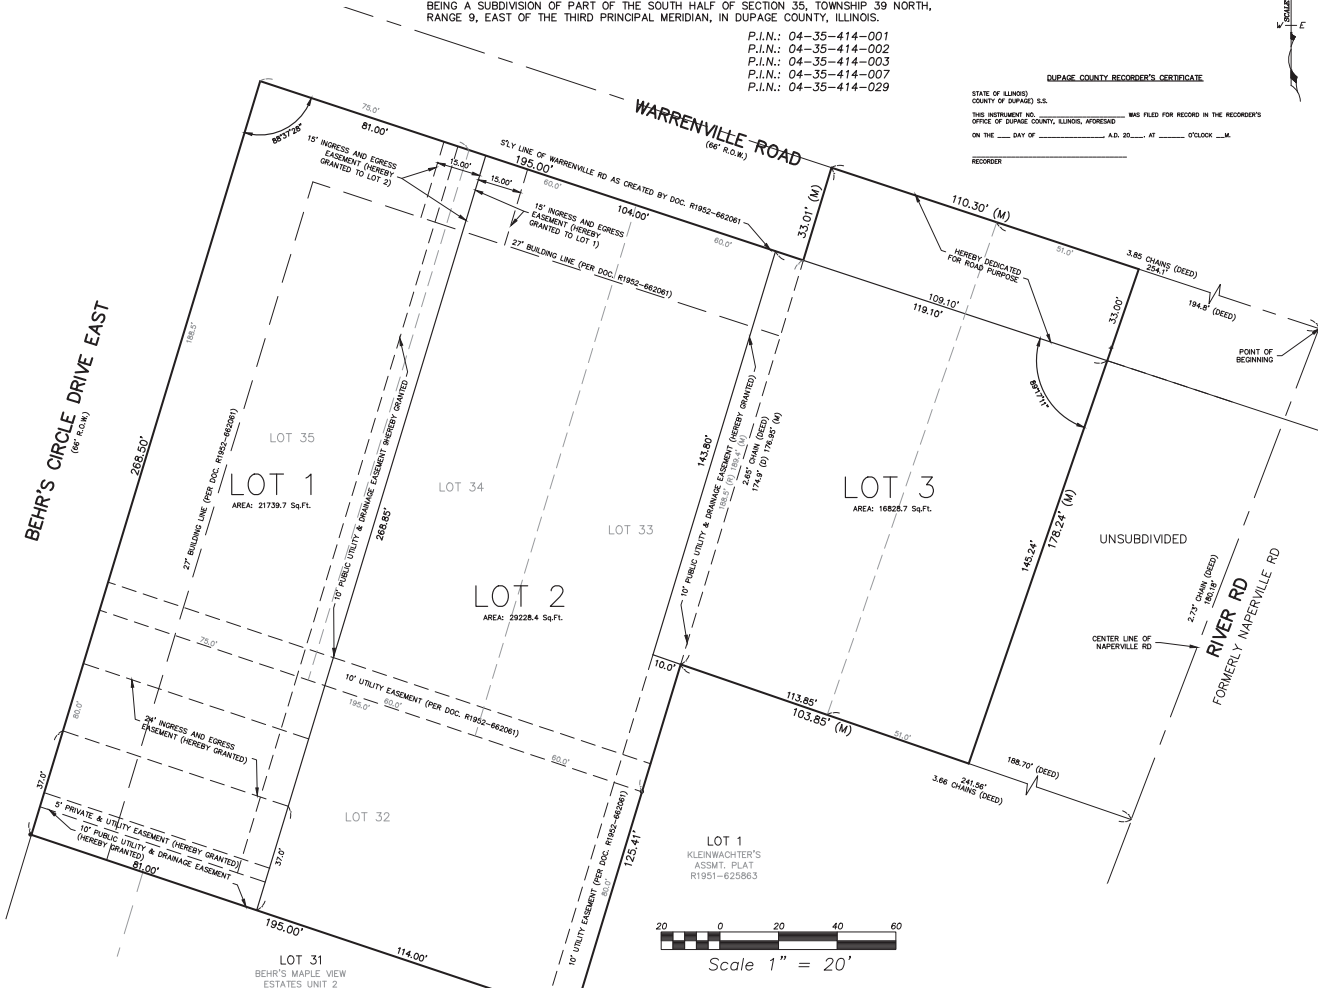 BEING A SUBDIVISION OF PART OF THE SOUTH HALF OF SECTION 35, TOWNSHIP 39 NORTH,
RANGE 9, EAST OF THE THIRD PRINCIPAL MERIDIAN, IN DUPAGE COUNTY, ILLINOIS.
P.I.N.: 04-35-414-001
P.I.N.: 04-35-414-002
P.I.N.: 04-35-414-003
P.I.N.: 04-35-414-007
P.I.N.: 04-35-414-029
SCALE
W E
DUPAGE COUNTY RECORDER'S CERTIFICATE
STATE OF ILLINOIS)
COUNTY OF DUPAGE) S.S.
THIS INSTRUMENT NO. ____ WAS FILED FOR RECORD IN THE RECORDER'S
OFFICE OF DUPAGE COUNTY, ILLINOIS, AFORESAID
ON THE ___ DAY OF ____, A.D. 20___, AT ____ O'CLOCK ___M.
RECORDER
WARRENVILLE ROAD
(66' R.O.W.)
75.0'
81.00'
88°37'28"
15' INGRESS AND EGRESS
EASEMENT (HEREBY
GRANTED TO LOT 2)
15.00'
15.00'
S'LY LINE OF WARRENVILLE RD AS CREATED BY DOC. R1952-662061
195.00'
60.0'
104.00'
60.0'
15' INGRESS AND EGRESS
EASEMENT (HEREBY
GRANTED TO LOT 1)
27' BUILDING LINE (PER DOC. R1952-662061)
33.01' (M)
110.30' (M)
51.0'
HEREBY DEDICATED
FOR ROAD PURPOSE
3.85 CHAINS (DEED)
254.1'
194.8' (DEED)
33.00'
109.10'
119.10'
POINT OF
BEGINNING
89°17'11"
BEHR'S CIRCLE DRIVE EAST
(66' R.O.W.)
188.5'
268.50'
27' BUILDING LINE (PER DOC. R1952-662061)
LOT 35
LOT 1
AREA: 21739.7 Sq.Ft.
10' PUBLIC UTILITY & DRAINAGE EASEMENT 9HEREBY GRANTED
268.85'
LOT 34
LOT 33
LOT 2
AREA: 29228.4 Sq.Ft.
143.80'
10' PUBLIC UTILITY & DRAINAGE EASEMENT (HEREBY GRANTED)
188.5' (R) 189.4' (M)
2.65' CHAIN (DEED)
174.9' (D) 176.95' (M)
LOT 3
AREA: 16828.7 Sq.Ft.
145.24'
178.24' (M)
UNSUBDIVIDED
2.73' CHAIN (DEED)
180.18'
RIVER RD
FORMERLY NAPERVILLE RD
CENTER LINE OF
NAPERVILLE RD
10.0'
113.85'
103.85' (M)
51.0'
188.70' (DEED)
241.56'
3.66 CHAINS (DEED)
75.0'
10' UTILITY EASEMENT (PER DOC. R1952-662061)
195.0'
60.0'
60.0'
80.0'
24' INGRESS AND EGRESS
EASEMENT (HEREBY GRANTED)
37.0'
5' PRIVATE & UTILITY EASEMENT (HEREBY GRANTED)
10' PUBLIC UTILITY & DRAINAGE EASEMENT
(HEREBY GRANTED)
81.00'
37.0'
LOT 32
10' UTILITY EASEMENT (PER DOC. R1952-662061)
80.0'
125.41'
195.00'
114.00'
LOT 1
KLEINWACHTER'S
ASSMT. PLAT
R1951-625863
LOT 31
BEHR'S MAPLE VIEW
ESTATES UNIT 2
20 0 20 40 60
Scale 1" = 20'